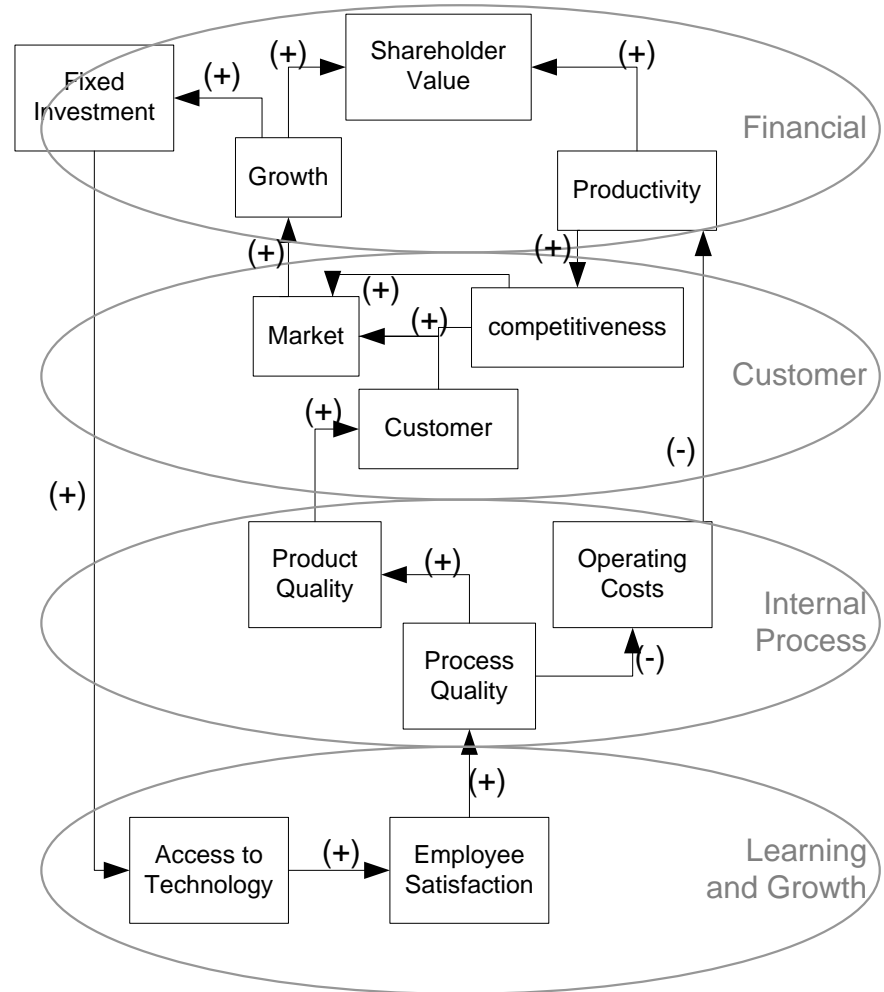 Shareholder
Value
(+)
(+)
Fixed
Investment
(+)
Financial
Growth
Productivity
(+)
(+)
(+)
(+)
Market
competitiveness
Customer
(+)
Customer
(-)
(+)
Product
Quality
(+)
Operating
Costs
Internal
Process
Process
Quality
(-)
(+)
Access to
Technology
(+)
Employee
Satisfaction
Learning
and Growth